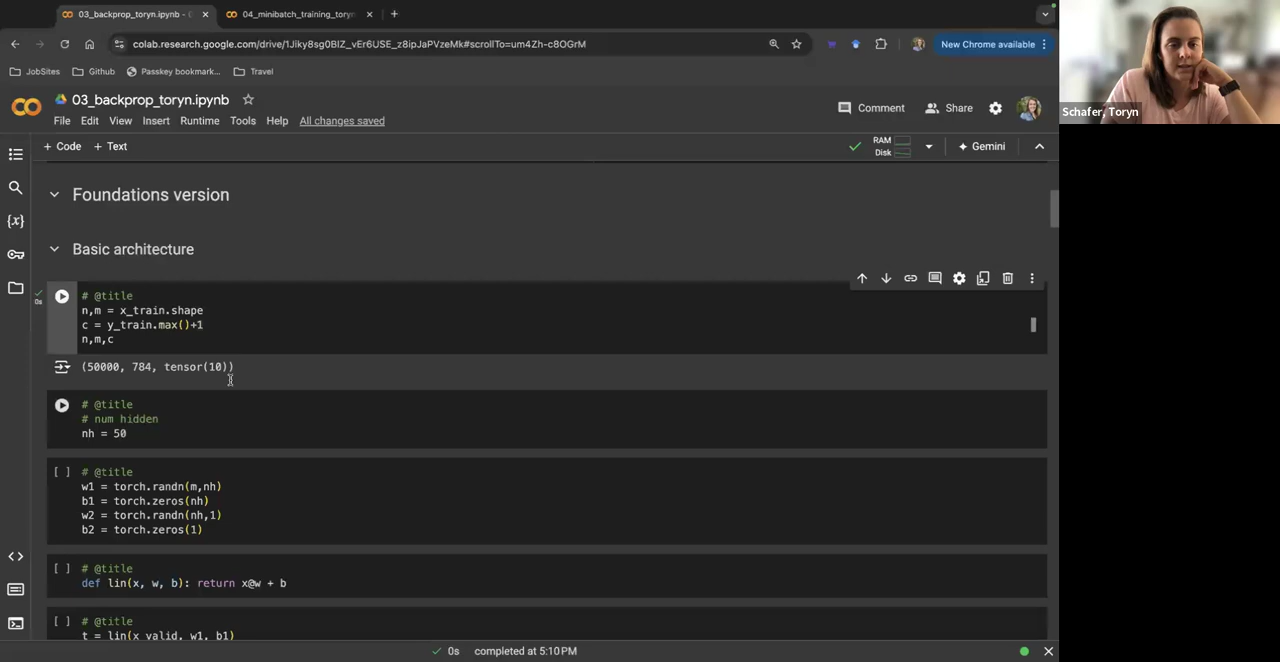 03_backprop_toryn.ipynb - (
04_minibatch_training_toryn
colab.research.google.com/drive/1Jiky8sg0BIZ_vEr6USE_z8ipJaPVzeMk#scrollTo=um4Zh-c8OGrM
New Chrome available
JobSites
Github
Passkey bookmark...
Travel
03_backprop_toryn.ipynb
Comment
Share
File Edit View Insert Runtime Tools Help All changes saved
+ Code + Text
RAM
Disk
Gemini
Foundations version
Basic architecture
0s
# @title
n,m = x_train.shape
c = y_train.max()+1
n,m,c
(50000, 784, tensor(10))
# @title
# num hidden
nh = 50
[ ]
# @title
w1 = torch.randn(m,nh)
b1 = torch.zeros(nh)
w2 = torch.randn(nh,1)
b2 = torch.zeros(1)
[ ]
# @title
def lin(x, w, b): return x@w + b
[ ]
# @title
t = lin(x_valid, w1, b1)
0s completed at 5:10 PM
Schafer, Toryn